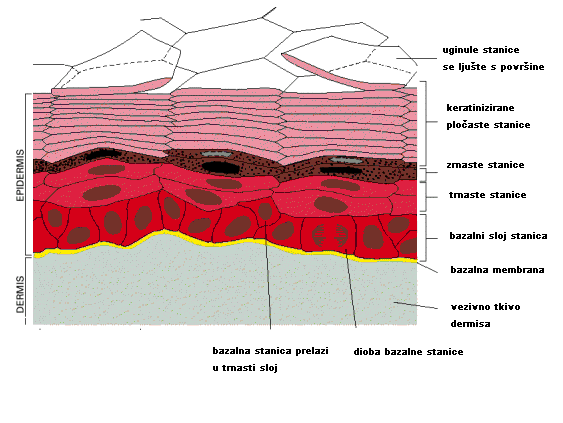 uginule stanice
se ljušte s površine
keratinizirane
pločaste stanice
zrnaste stanice
trnaste stanice
bazalni sloj stanica
bazalna membrana
vezivno tkivo
dermisa
EPIDERMIS
DERMIS
bazalna stanica prelazi
u trnasti sloj
dioba bazalne stanice